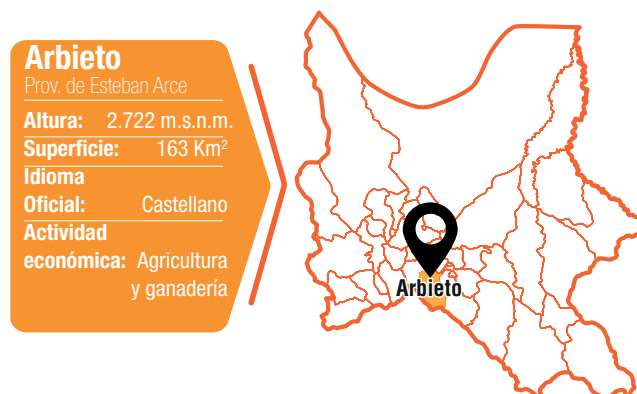 Arbieto
Prov. de Esteban Arce
Altura: 2.722 m.s.n.m.
Superficie: 163 Km²
Idioma
Oficial: Castellano
Actividad
económica: Agricultura
y ganadería
Arbieto